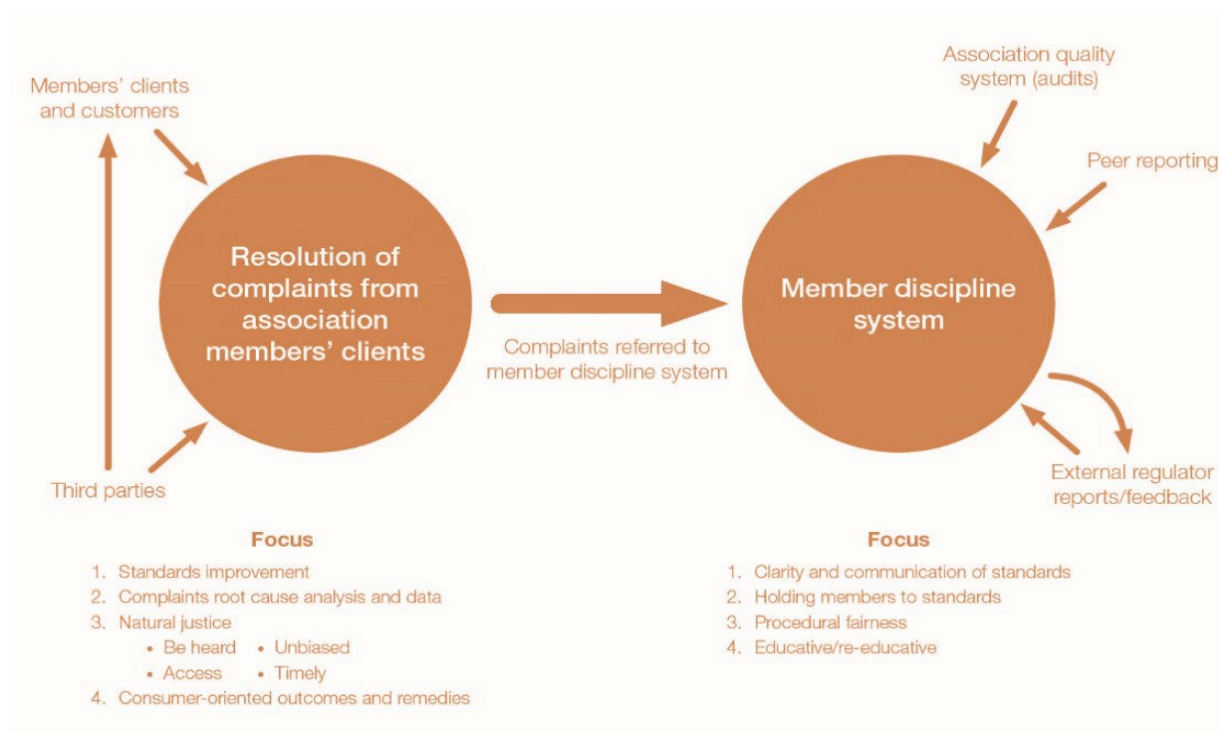 Members' clients
and customers
Resolution of
complaints from
association
members' clients
Third parties
Complaints referred to
member discipline system
Association quality
system (audits)
Peer reporting
Member discipline
system
External regulator
reports/feedback
Focus
1. Standards improvement
2. Complaints root cause analysis and data
3. Natural justice
• Be heard • Unbiased
• Access • Timely
4. Consumer-oriented outcomes and remedies
Focus
1. Clarity and communication of standards
2. Holding members to standards
3. Procedural fairness
4. Educative/re-educative